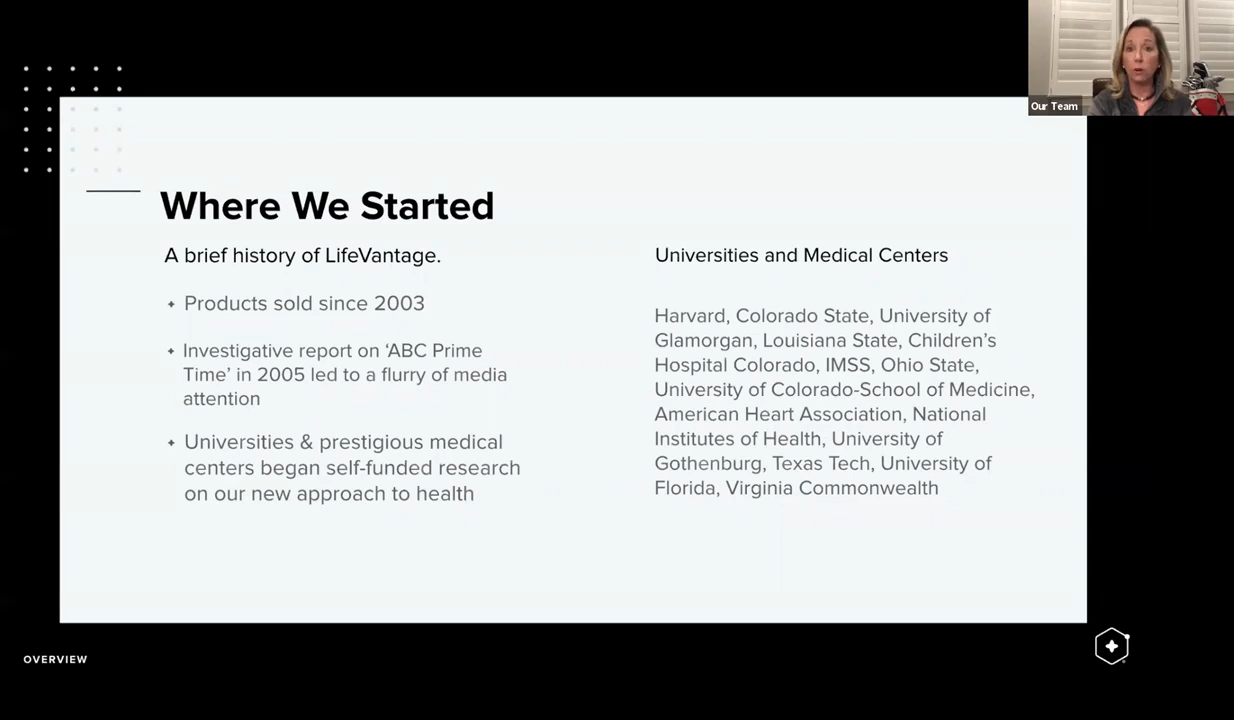 Our Team
Where We Started
A brief history of LifeVantage.
✦ Products sold since 2003
✦ Investigative report on ‘ABC Prime
Time’ in 2005 led to a flurry of media
attention
✦ Universities & prestigious medical
centers began self-funded research
on our new approach to health
Universities and Medical Centers
Harvard, Colorado State, University of
Glamorgan, Louisiana State, Children’s
Hospital Colorado, IMSS, Ohio State,
University of Colorado-School of Medicine,
American Heart Association, National
Institutes of Health, University of
Gothenburg, Texas Tech, University of
Florida, Virginia Commonwealth
OVERVIEW